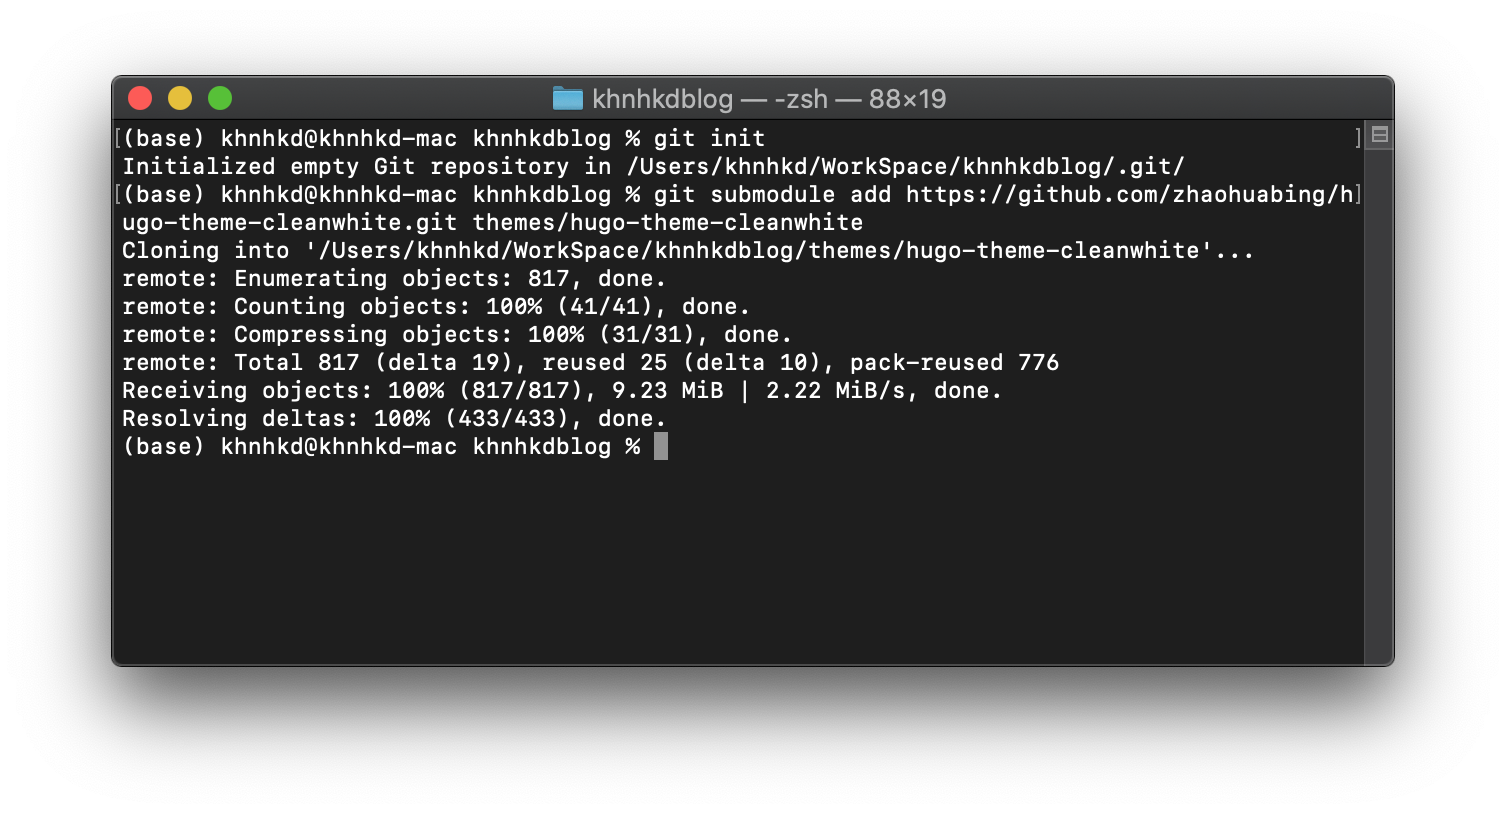 khnhkdblog — -zsh — 88×19
[(base) khnhkd@khnhkd-mac khnhkdblog % git init ]
Initialized empty Git repository in /Users/khnhkd/WorkSpace/khnhkdblog/.git/
[(base) khnhkd@khnhkd-mac khnhkdblog % git submodule add https://github.com/zhaohuabing/h]
ugo-theme-cleanwhite.git themes/hugo-theme-cleanwhite
Cloning into '/Users/khnhkd/WorkSpace/khnhkdblog/themes/hugo-theme-cleanwhite'...
remote: Enumerating objects: 817, done.
remote: Counting objects: 100% (41/41), done.
remote: Compressing objects: 100% (31/31), done.
remote: Total 817 (delta 19), reused 25 (delta 10), pack-reused 776
Receiving objects: 100% (817/817), 9.23 MiB | 2.22 MiB/s, done.
Resolving deltas: 100% (433/433), done.
(base) khnhkd@khnhkd-mac khnhkdblog %